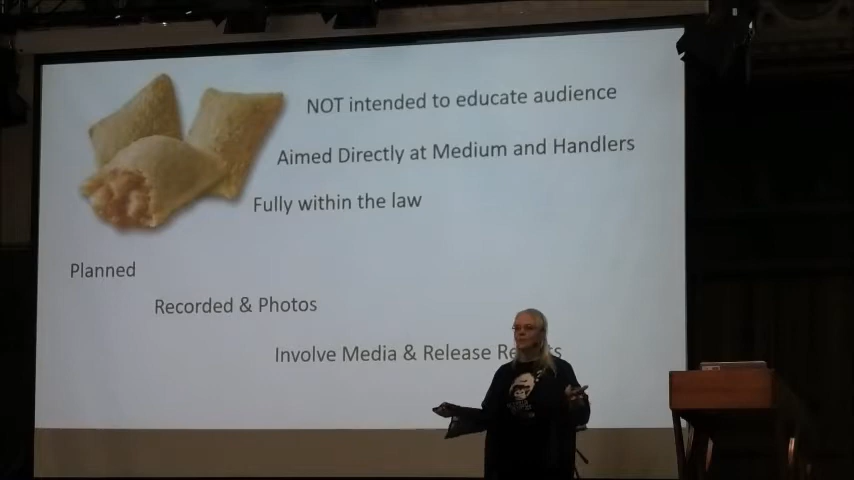 NOT intended to educate audience
Aimed Directly at Medium and Handlers
Fully within the law
Planned
Recorded & Photos
Involve Media & Release